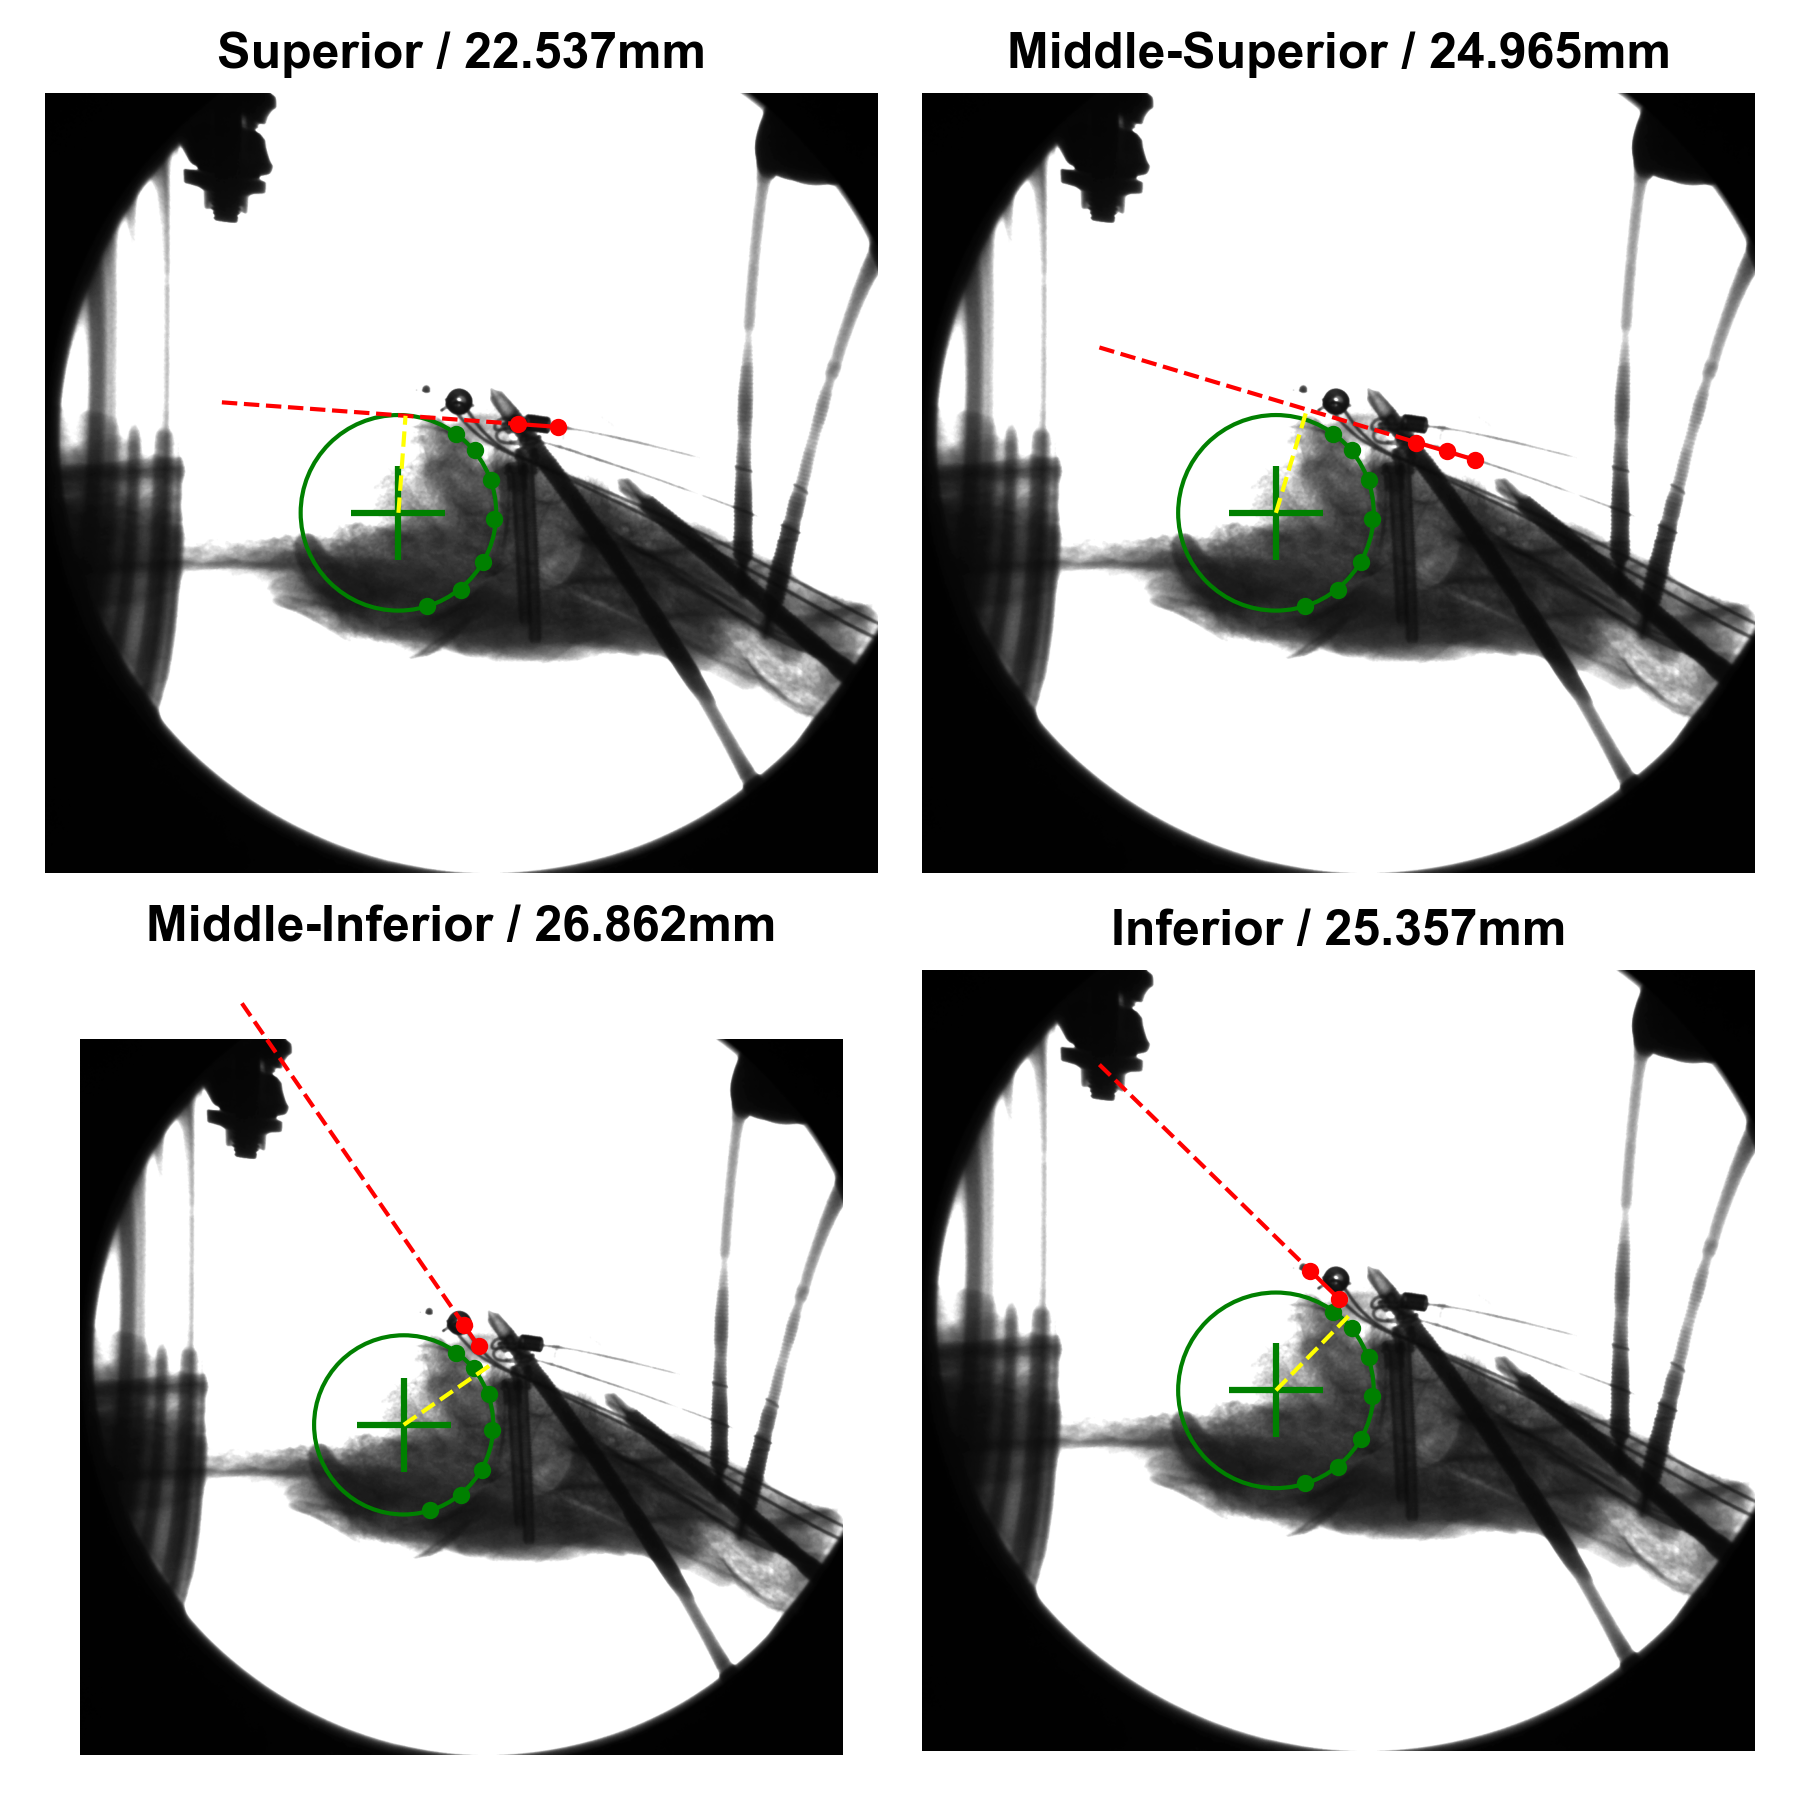 Superior / 22.537mm
Middle-Superior / 24.965mm
Middle-Inferior / 26.862mm
Inferior / 25.357mm